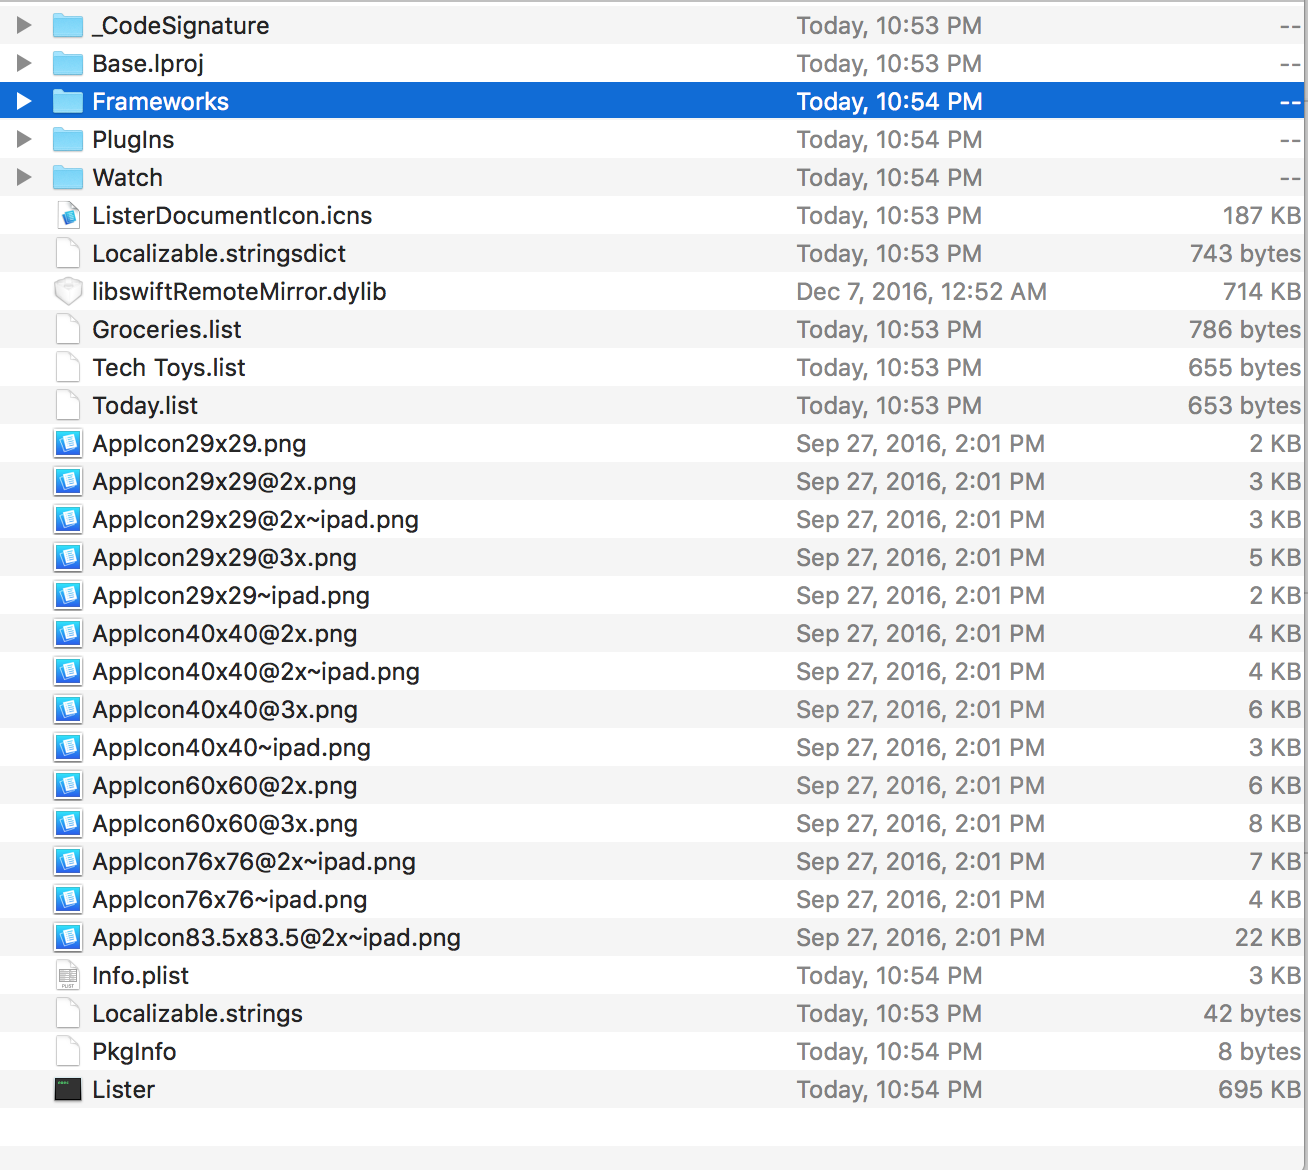 _CodeSignature Today, 10:53 PM --
Base.lproj Today, 10:53 PM --
Frameworks Today, 10:54 PM --
PlugIns Today, 10:54 PM --
Watch Today, 10:54 PM --
ListerDocumentIcon.icns Today, 10:53 PM 187 KB
Localizable.stringsdict Today, 10:53 PM 743 bytes
libswiftRemoteMirror.dylib Dec 7, 2016, 12:52 AM 714 KB
Groceries.list Today, 10:53 PM 786 bytes
Tech Toys.list Today, 10:53 PM 655 bytes
Today.list Today, 10:53 PM 653 bytes
AppIcon29x29.png Sep 27, 2016, 2:01 PM 2 KB
AppIcon29x29@2x.png Sep 27, 2016, 2:01 PM 3 KB
AppIcon29x29@2x~ipad.png Sep 27, 2016, 2:01 PM 3 KB
AppIcon29x29@3x.png Sep 27, 2016, 2:01 PM 5 KB
AppIcon29x29~ipad.png Sep 27, 2016, 2:01 PM 2 KB
AppIcon40x40@2x.png Sep 27, 2016, 2:01 PM 4 KB
AppIcon40x40@2x~ipad.png Sep 27, 2016, 2:01 PM 4 KB
AppIcon40x40@3x.png Sep 27, 2016, 2:01 PM 6 KB
AppIcon40x40~ipad.png Sep 27, 2016, 2:01 PM 3 KB
AppIcon60x60@2x.png Sep 27, 2016, 2:01 PM 6 KB
AppIcon60x60@3x.png Sep 27, 2016, 2:01 PM 8 KB
AppIcon76x76@2x~ipad.png Sep 27, 2016, 2:01 PM 7 KB
AppIcon76x76~ipad.png Sep 27, 2016, 2:01 PM 4 KB
AppIcon83.5x83.5@2x~ipad.png Sep 27, 2016, 2:01 PM 22 KB
Info.plist Today, 10:54 PM 3 KB
Localizable.strings Today, 10:53 PM 42 bytes
PkgInfo Today, 10:54 PM 8 bytes
Lister Today, 10:54 PM 695 KB